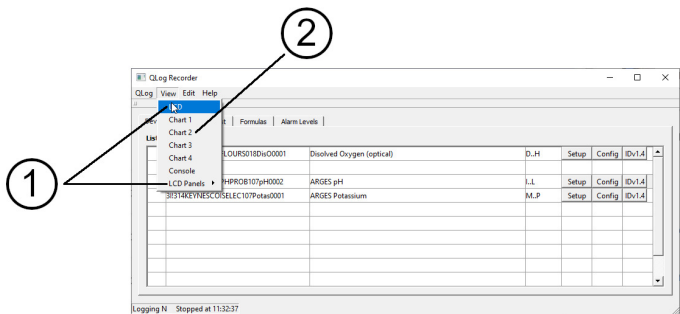 2
QLog Recorder
QLog View Edit Help
LCD
Chart 1
Formulas Alarm Levels
Chart 2
Chart 3
LOURS018DisO0001 Disolved Oxygen (optical) D..H Setup Config IDv1.4
Chart 4
Console
1
LCD Panels HPROB107pH0002 ARGES pH I..L Setup Config IDv1.4
ARGES Potassium M..P Setup Config IDv1.4
Logging N Stopped at 11:32:37